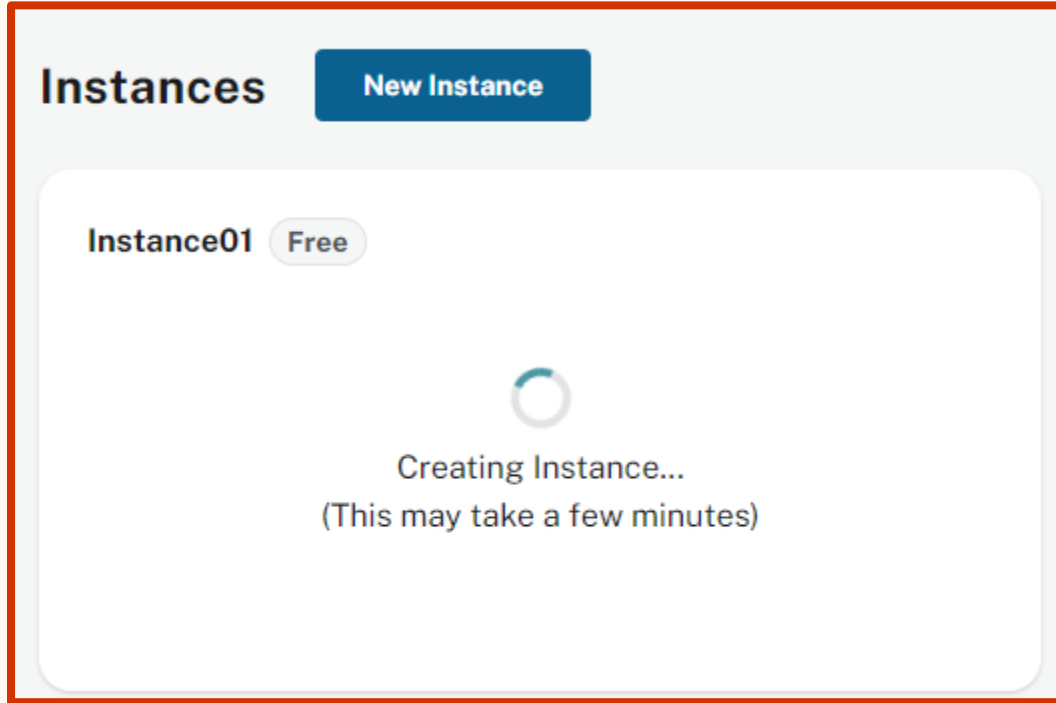 Instances
New Instance
Instance01 Free
Creating Instance...
(This may take a few minutes)